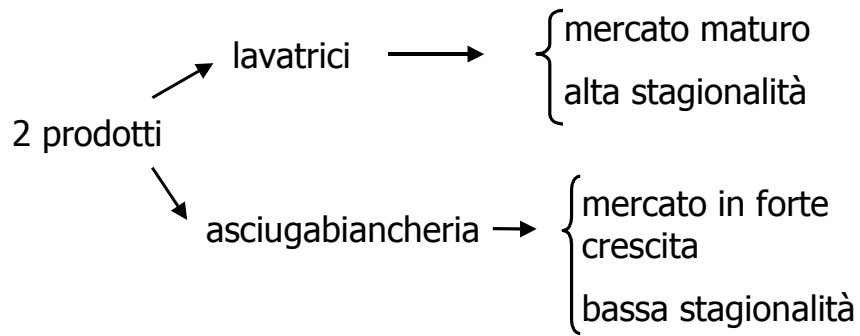 2 prodotti
lavatrici
mercato maturo
alta stagionalità
asciugabiancheria
mercato in forte
crescita
bassa stagionalità